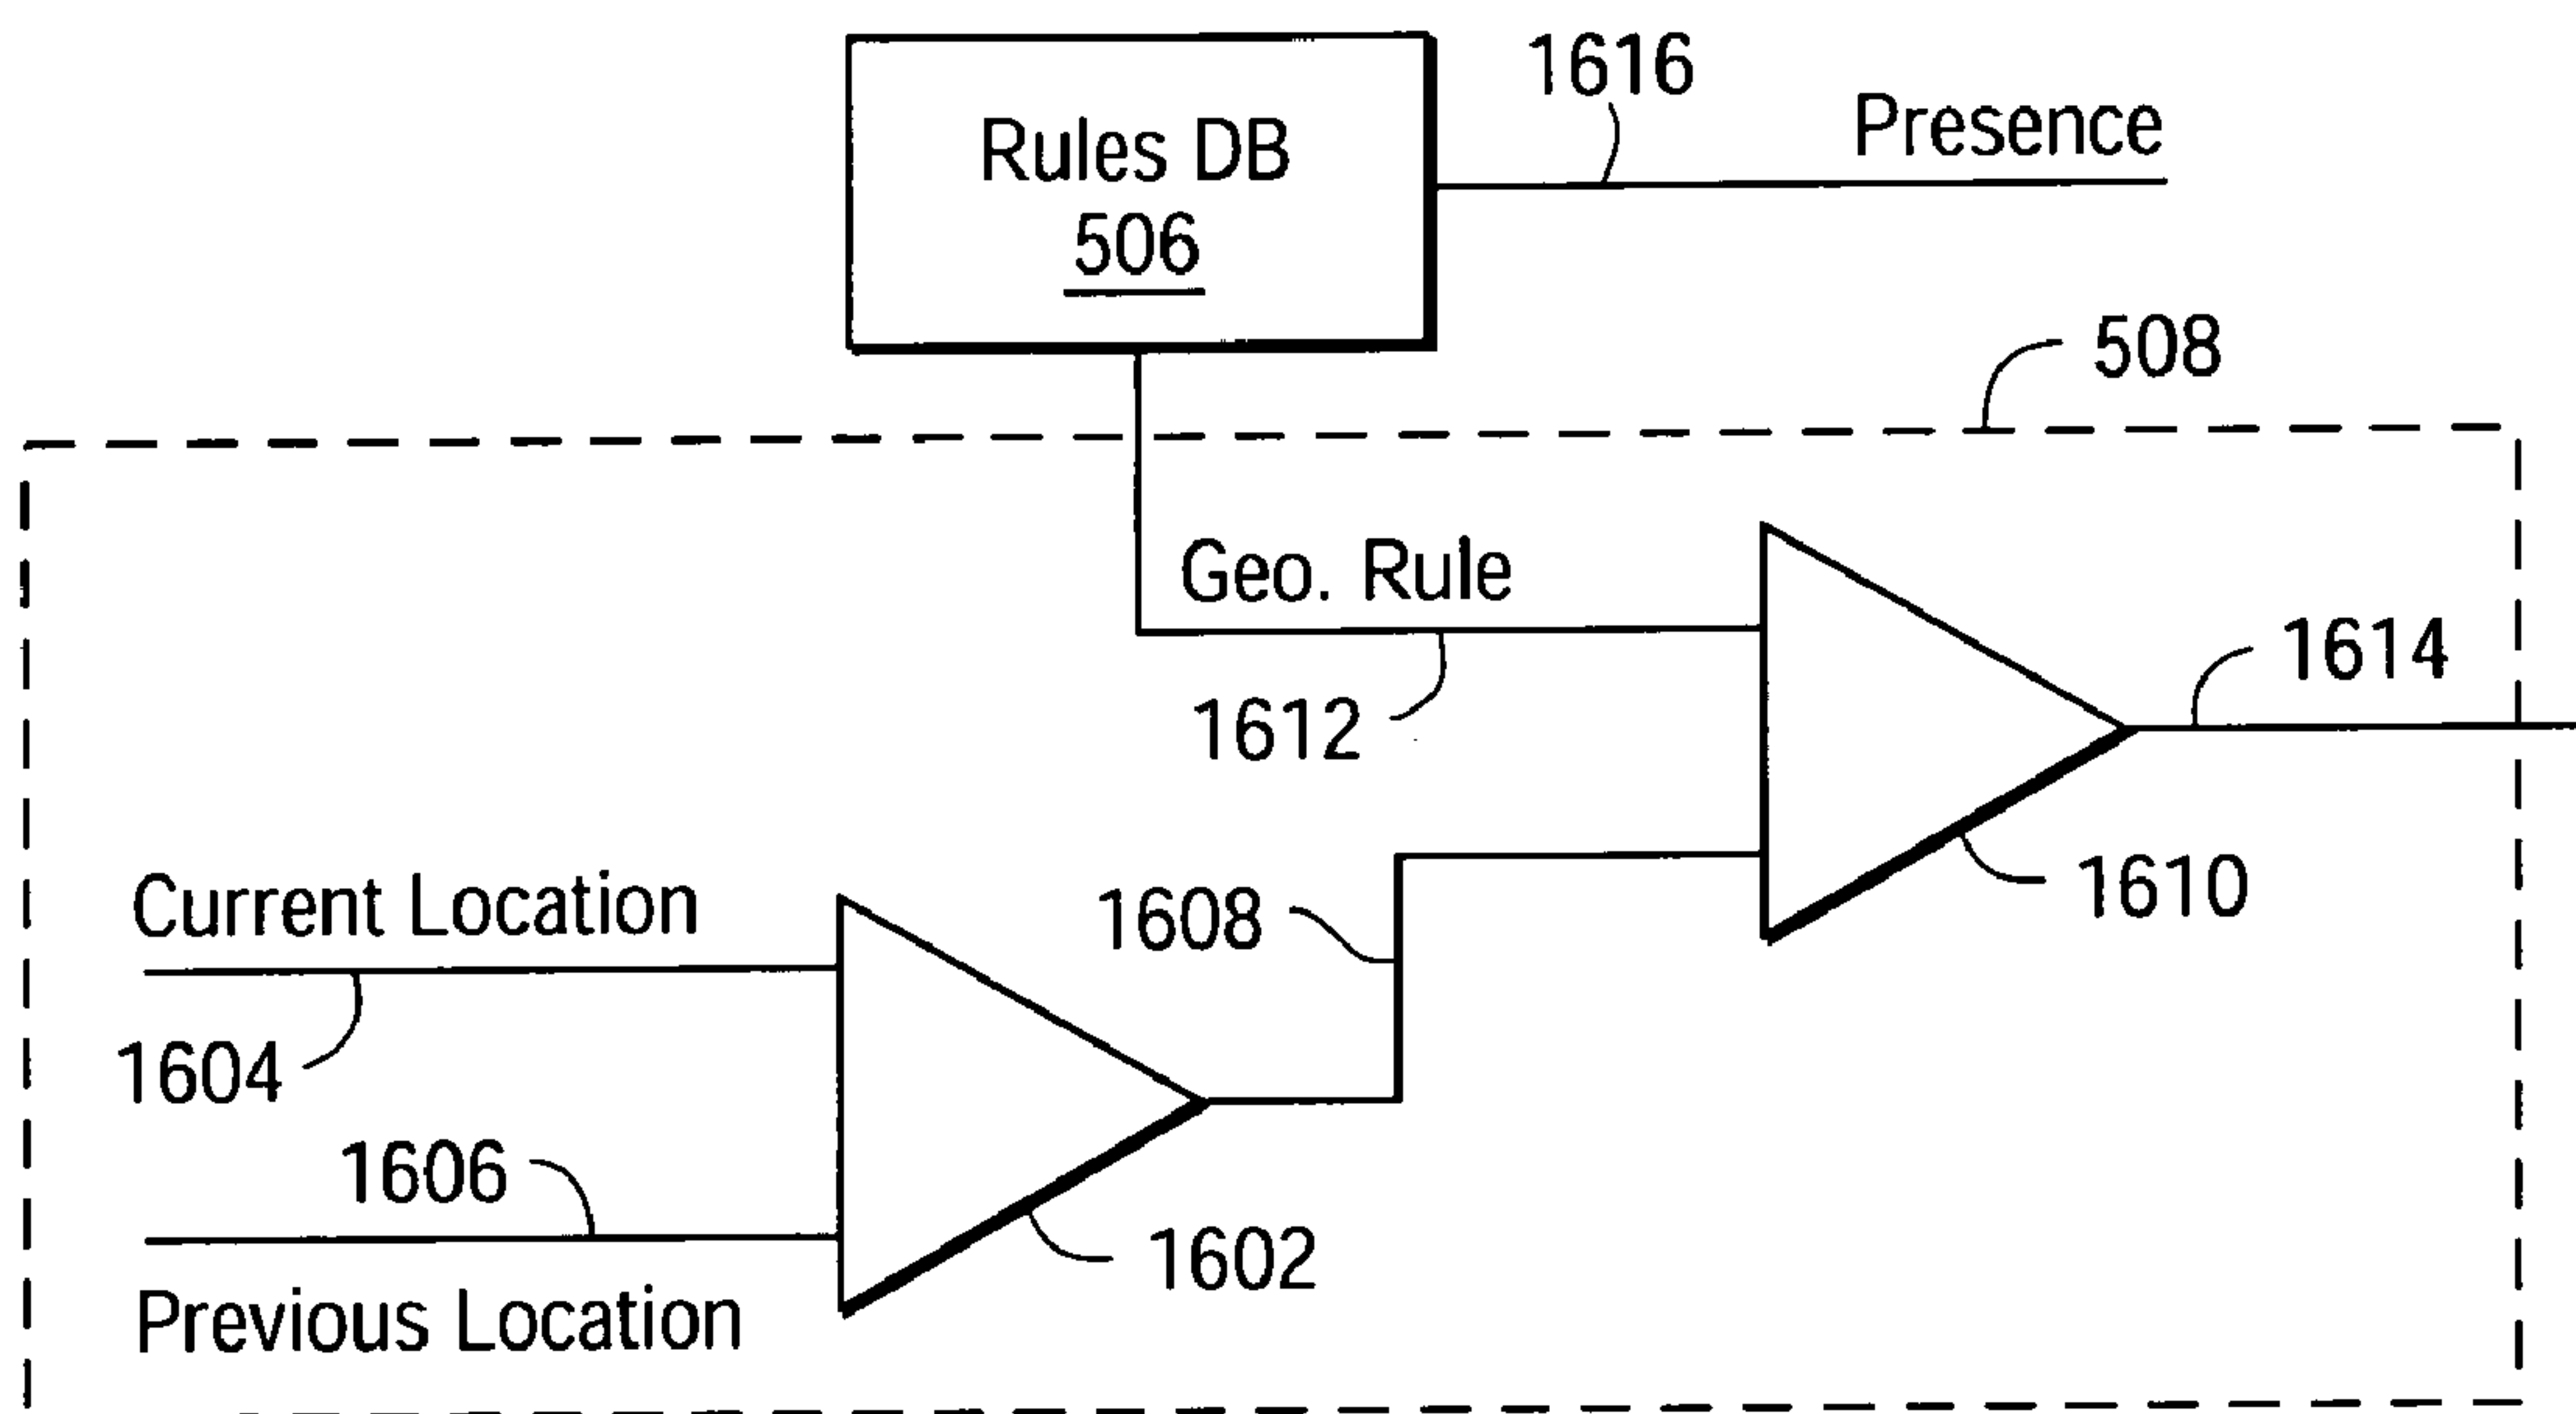 Rules DB
506
1616
Presence
508
Geo. Rule
1612
1614
1610
Current Location
1604
1608
1606
1602
Previous Location